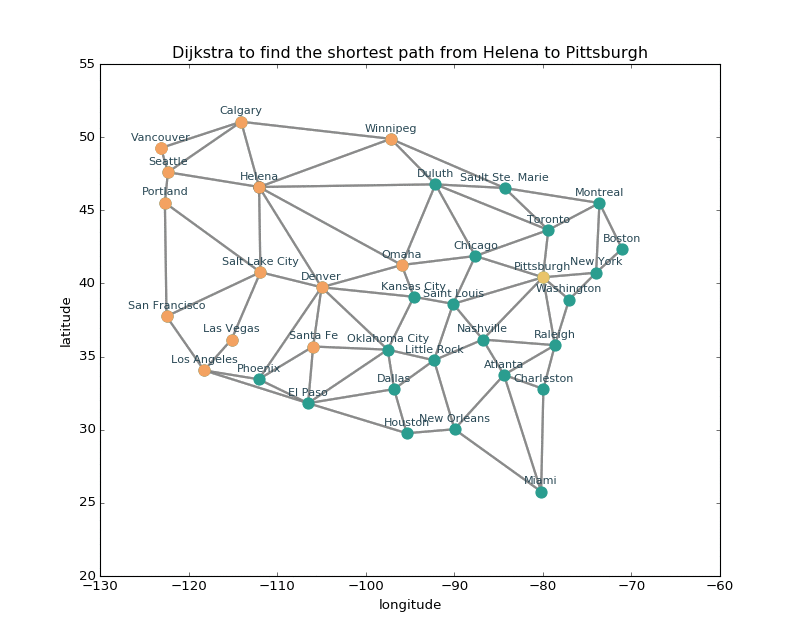 Dijkstra to find the shortest path from Helena to Pittsburgh
55
Calgary
Winnipeg
50
Vancouver
Seattle
Helena
Duluth
Sault Ste. Marie
Portland
Montreal
45
Toronto
Boston
Chicago
Omaha
Salt Lake City
Pittsburgh
New York
Denver
40
Kansas City
Saint Louis
Washington
San Francisco
Las Vegas
Santa Fe
Oklahoma City
Nashville
Raleigh
35
Little Rock
Los Angeles
Phoenix
Atlanta
Dallas
Charleston
El Paso
Houston
New Orleans
30
Miami
25
20
−130
−120
−110
−100
−90
−80
−70
−60
longitude
latitude